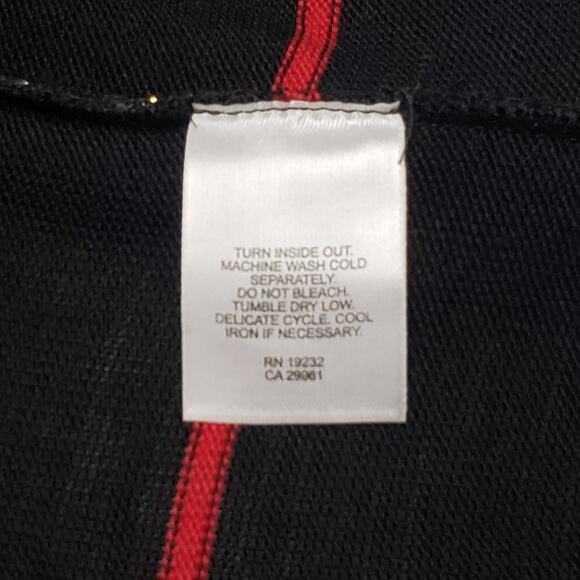 TURN INSIDE OUT.
MACHINE WASH COLD
SEPARATELY.
DO NOT BLEACH.
TUMBLE DRY LOW.
DELICATE CYCLE. COOL
IRON IF NECESSARY.
RN 19232
CA 29961